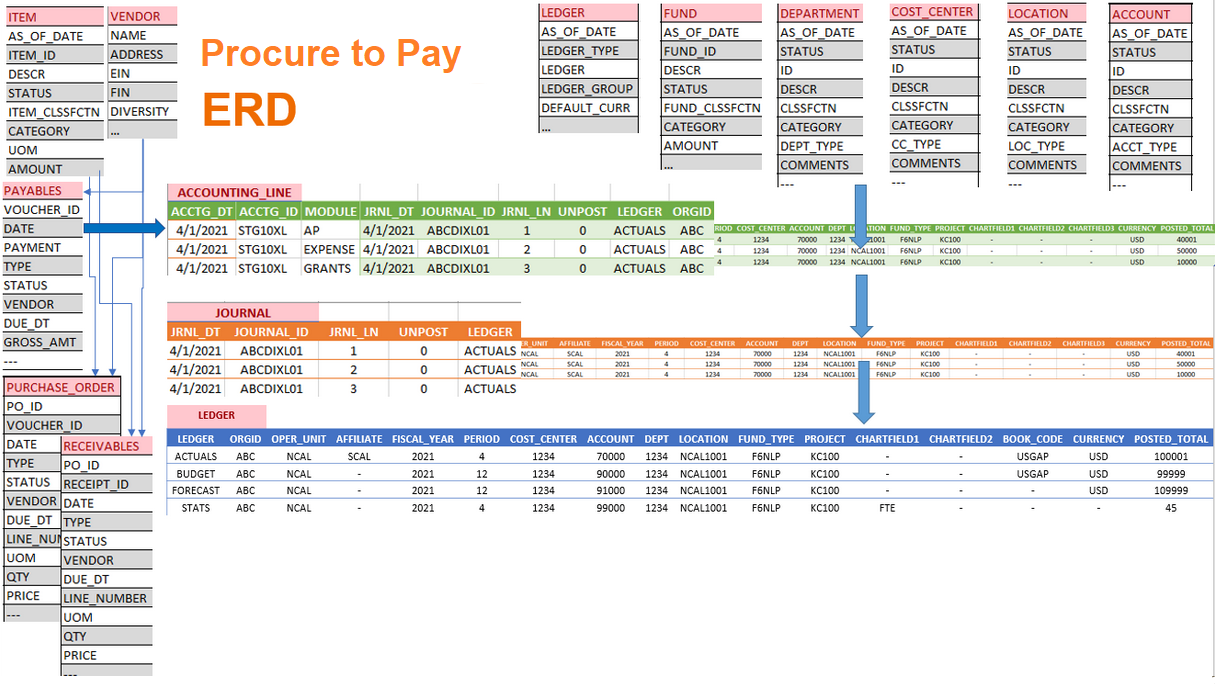 Procure to Pay
ERD
ITEM
AS_OF_DATE
ITEM_ID
DESCR
STATUS
ITEM_CLSSFCTN
CATEGORY
UOM
AMOUNT
VENDOR
NAME
ADDRESS
EIN
FIN
DIVERSITY
...
LEDGER
AS_OF_DATE
LEDGER_TYPE
LEDGER
LEDGER_GROUP
DEFAULT_CURR
...
FUND
AS_OF_DATE
FUND_ID
DESCR
STATUS
FUND_CLSSFCTN
CATEGORY
AMOUNT
...
DEPARTMENT
AS_OF_DATE
STATUS
ID
DESCR
CLSSFCTN
CATEGORY
DEPT_TYPE
COMMENTS
---
COST_CENTER
AS_OF_DATE
STATUS
ID
DESCR
CLSSFCTN
CATEGORY
CC_TYPE
COMMENTS
---
LOCATION
AS_OF_DATE
STATUS
ID
DESCR
CLSSFCTN
CATEGORY
LOC_TYPE
COMMENTS
---
ACCOUNT
AS_OF_DATE
STATUS
ID
DESCR
CLSSFCTN
CATEGORY
ACCT_TYPE
COMMENTS
---
PAYABLES
VOUCHER_ID
DATE
PAYMENT
TYPE
STATUS
VENDOR
DUE_DT
GROSS_AMT
---
PURCHASE_ORDER
PO_ID
VOUCHER_ID
DATE
TYPE
STATUS
VENDOR
DUE_DT
LINE_NUM
UOM
QTY
PRICE
---
RECEIVABLES
PO_ID
RECEIPT_ID
DATE
TYPE
STATUS
VENDOR
DUE_DT
LINE_NUMBER
UOM
QTY
PRICE
---
ACCOUNTING_LINE
ACCTG_DT ACCTG_ID MODULE JRNL_DT JOURNAL_ID JRNL_LN UNPOST LEDGER ORGID RIOD COST_CENTER ACCOUNT DEPT LOCATION FUND_TYPE PROJECT CHARTFIELD1 CHARTFIELD2 CHARTFIELD3 CURRENCY POSTED_TOTAL
4/1/2021 STG10XL AP 4/1/2021 ABCDIXL01 1 0 ACTUALS ABC 4 1234 70000 1234 1001 F6NLP KC100 - - - USD 40001
4/1/2021 STG10XL EXPENSE 4/1/2021 ABCDIXL01 2 0 ACTUALS ABC 4 1234 70000 1234 NCAL1001 F6NLP KC100 - - - USD 50000
4/1/2021 STG10XL GRANTS 4/1/2021 ABCDIXL01 3 0 ACTUALS ABC 4 1234 70000 1234 NCAL1001 F6NLP KC100 - - - USD 10000
JOURNAL
JRNL_DT JOURNAL_ID JRNL_LN UNPOST LEDGER ER_UNIT AFFILIATE FISCAL_YEAR PERIOD COST_CENTER ACCOUNT DEPT LOCATION FUND_TYPE PROJECT CHARTFIELD1 CHARTFIELD2 CHARTFIELD3 CURRENCY POSTED_TOTAL
4/1/2021 ABCDIXL01 1 0 ACTUALS NCAL SCAL 2021 4 1234 70000 1234 NCAL1001 F6NLP KC100 - - - USD 40001
4/1/2021 ABCDIXL01 2 0 ACTUALS NCAL SCAL 2021 4 1234 70000 1234 NCAL1001 F6NLP KC100 - - - USD 50000
4/1/2021 ABCDIXL01 3 0 ACTUALS NCAL SCAL 2021 4 1234 70000 1234 NCAL1001 F6NLP KC100 - - - USD 10000
LEDGER
LEDGER ORGID OPER_UNIT AFFILIATE FISCAL_YEAR PERIOD COST_CENTER ACCOUNT DEPT LOCATION FUND_TYPE PROJECT CHARTFIELD1 CHARTFIELD2 BOOK_CODE CURRENCY POSTED_TOTAL
ACTUALS ABC NCAL SCAL 2021 4 1234 70000 1234 NCAL1001 F6NLP KC100 - - USGAP USD 100001
BUDGET ABC NCAL - 2021 12 1234 90000 1234 NCAL1001 F6NLP KC100 - - USGAP USD 99999
FORECAST ABC NCAL - 2021 12 1234 91000 1234 NCAL1001 F6NLP KC100 - - - USD 109999
STATS ABC NCAL - 2021 4 1234 99000 1234 NCAL1001 F6NLP KC100 FTE - - - 45